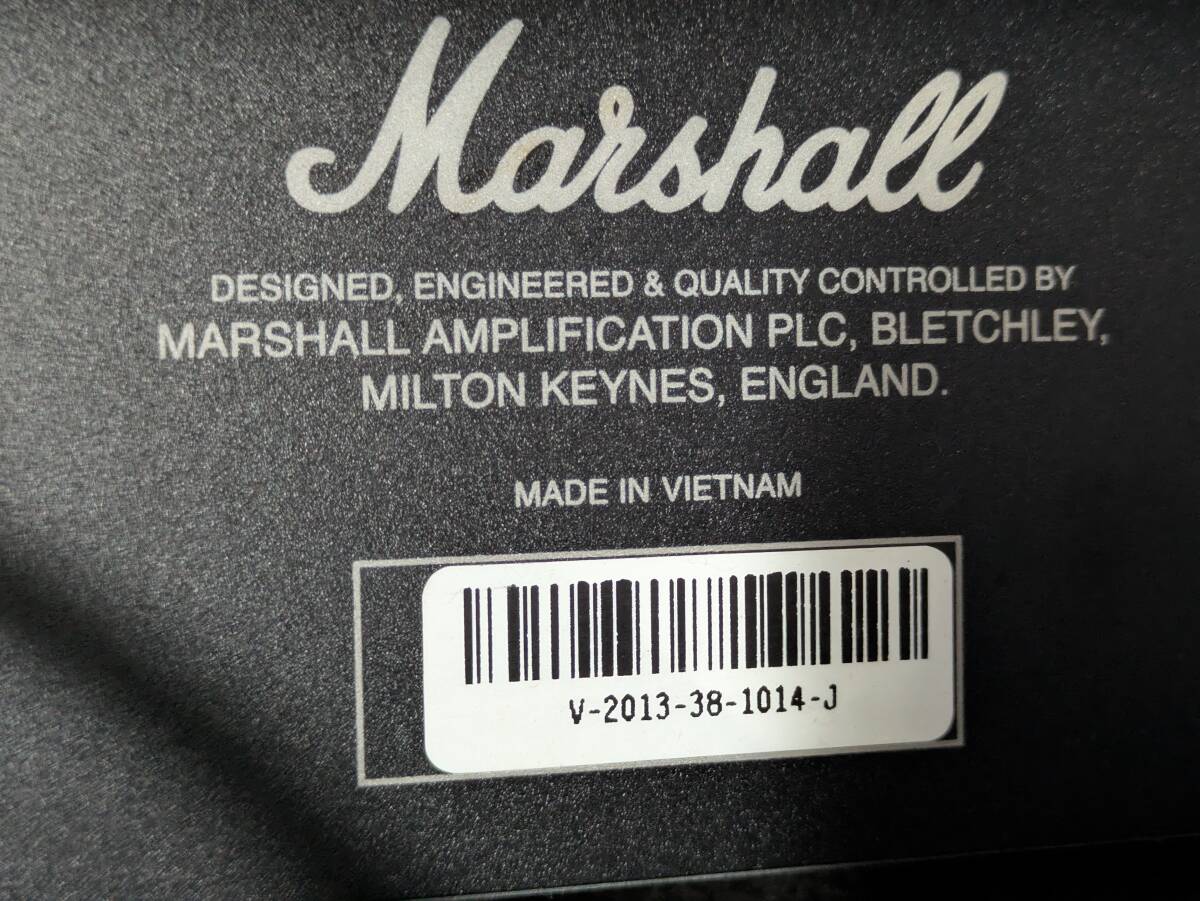 Marshall
DESIGNED, ENGINEERED & QUALITY CONTROLLED BY
MARSHALL AMPLIFICATION PLC, BLETCHLEY,
MILTON KEYNES, ENGLAND.
MADE IN VIETNAM
V-2013-38-1014-J